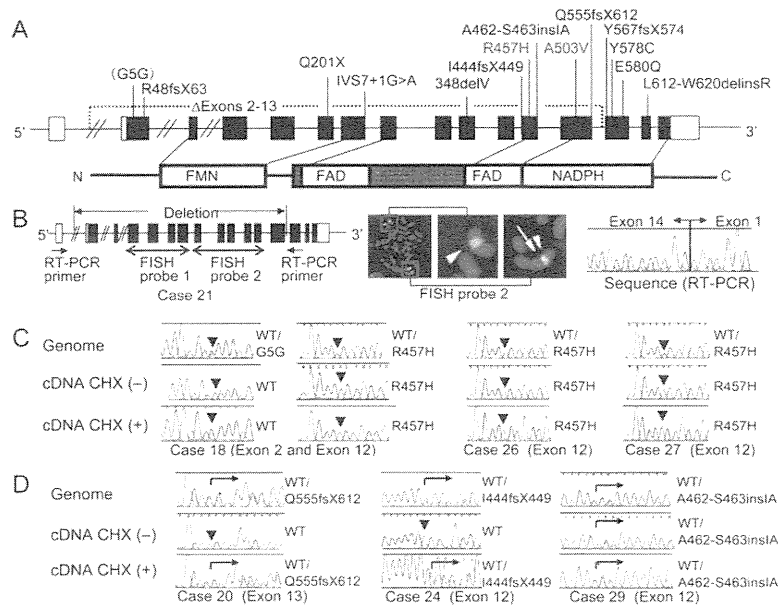 A
Q555fsX612
A462-S463insIA
Y567fsX574
(G5G)
Q201X
R457H
A503V
Y578C
R48fsX63
IVS7+1G>A
I444fsX449
E580Q
348delV
L612-W620delinsR
ΔExons 2-13
5'
3'
N
FMN
FAD
FAD
NADPH
C
B
Deletion
5'
3'
RT-PCR primer
FISH probe 1
FISH probe 2
RT-PCR primer
Case 21
FISH probe 2
Exon 14
Exon 1
Sequence (RT-PCR)
C
Genome
WT/ G5G
WT/ R457H
WT/ R457H
WT/ R457H
cDNA CHX (−)
WT
R457H
R457H
R457H
cDNA CHX (+)
WT
R457H
R457H
R457H
Case 18 (Exon 2 and Exon 12)
Case 26 (Exon 12)
Case 27 (Exon 12)
D
Genome
WT/ Q555fsX612
WT/ I444fsX449
WT/ A462-S463insIA
cDNA CHX (−)
WT
WT
WT/ A462-S463insIA
cDNA CHX (+)
WT/ Q555fsX612
WT/ I444fsX449
WT/ A462-S463insIA
Case 20 (Exon 13)
Case 24 (Exon 12)
Case 29 (Exon 12)